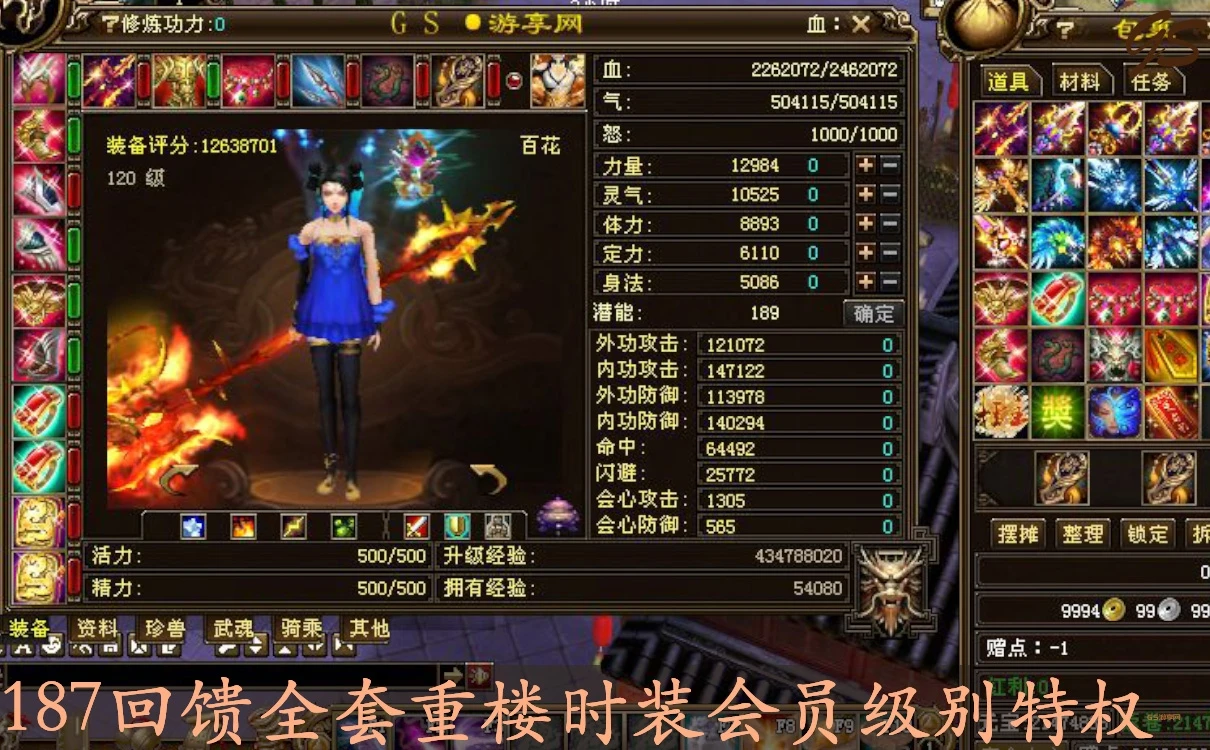 ?修炼功力:0
GS 游享网
血:
道具 材料 任务
装备评分:12638701
120 级
百花
血: 2262072/2462072
气: 504115/504115
怒: 1000/1000
力量: 12984 0 + -
灵气: 10525 0 + -
体力: 8893 0 + -
定力: 6110 0 + -
身法: 5086 0 + -
潜能: 189 确定
外功攻击: 121072 0
内功攻击: 147122 0
外功防御: 113978 0
内功防御: 140294 0
命中: 64492 0
闪避: 25772 0
会心攻击: 1305 0
会心防御: 565 0
活力: 500/500 升级经验: 434788020
精力: 500/500 拥有经验: 54080
装备 资料 珍兽 武魂 骑乘 其他
奬
摆摊 整理 锁定 拆
0
9994 99 99
赠点:-1
红利:0
187回馈全套重楼时装会员级别特权